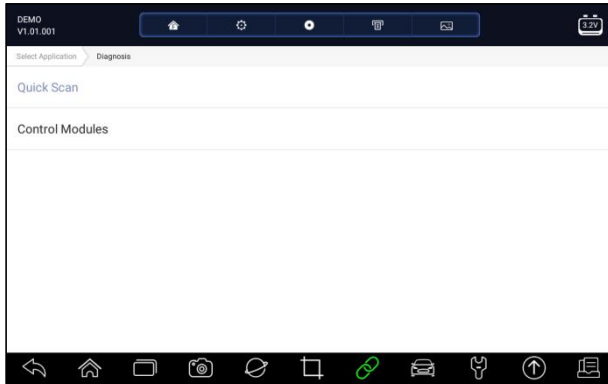 DEMO
V1.01.001
3.2V
Select Application
Diagnosis
Quick Scan
Control Modules